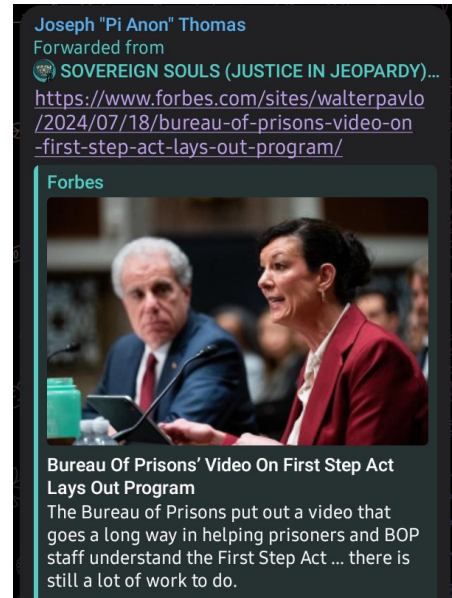 Joseph "Pi Anon" Thomas
Forwarded from
SOVEREIGN SOULS (JUSTICE IN JEOPARDY)...
https://www.forbes.com/sites/walterpavlo
/2024/07/18/bureau-of-prisons-video-on
-first-step-act-lays-out-program/
Forbes
Bureau Of Prisons’ Video On First Step Act
Lays Out Program
The Bureau of Prisons put out a video that
goes a long way in helping prisoners and BOP
staff understand the First Step Act ... there is
still a lot of work to do.